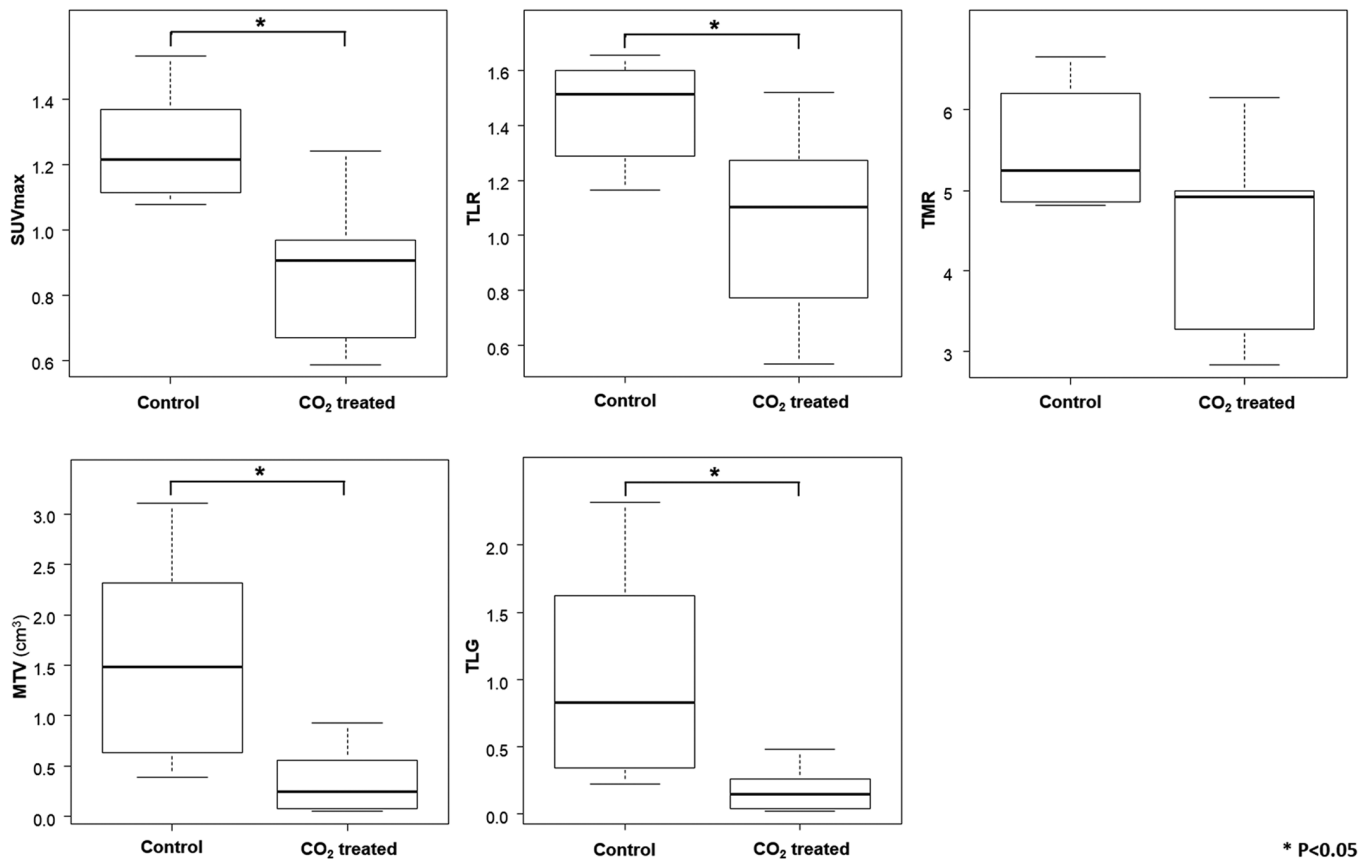 *
SUVmax
1.4
1.2
1.0
0.8
0.6
Control
CO₂ treated
*
TLR
1.6
1.4
1.2
1.0
0.8
0.6
Control
CO₂ treated
TMR
6
5
4
3
Control
CO₂ treated
*
MTV (cm³)
3.0
2.5
2.0
1.5
1.0
0.5
0.0
Control
CO₂ treated
*
TLG
2.0
1.5
1.0
0.5
0.0
Control
CO₂ treated
* P<0.05